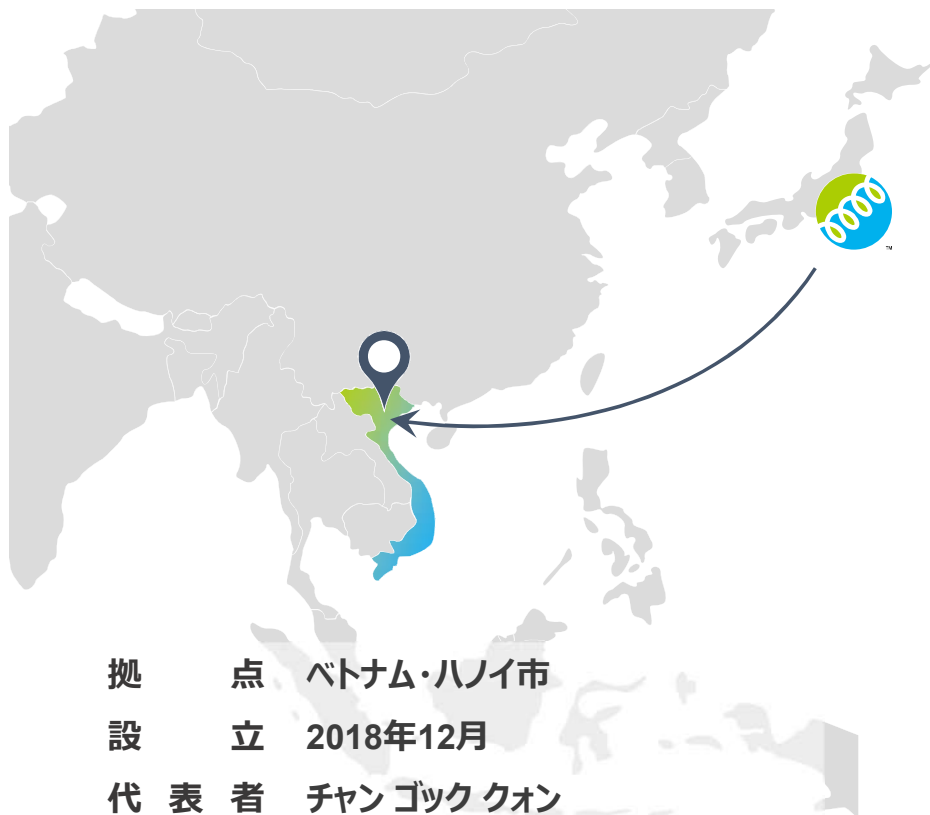 TM
拠 点 ベトナム・ハノイ市
設 立 2018年12月
代 表 者 チャン ゴック クォン